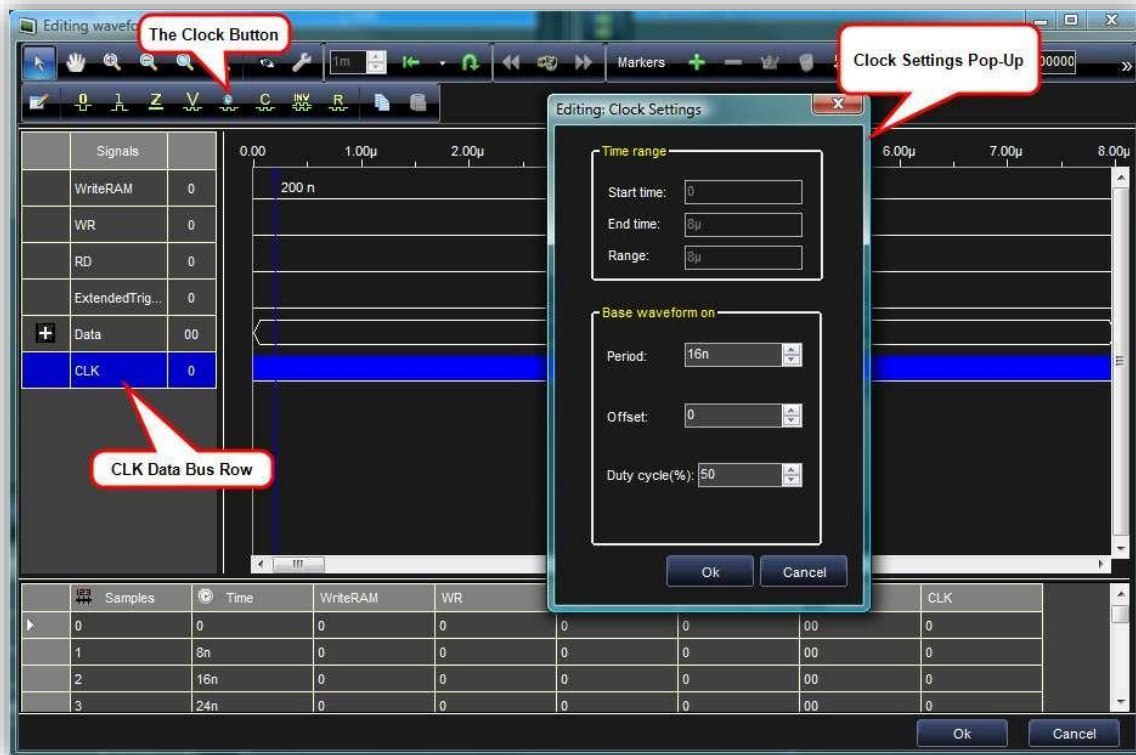 Editing wavefo
The Clock Button
1m
Markers
Clock Settings Pop-Up
00000
»
0 1 Z V C INV R
Editing: Clock Settings
Signals
0.00 1.00µ 2.00µ 6.00µ 7.00µ 8.00µ
Time range
WriteRAM 0 200 n
Start time: 0
WR 0
End time: 8µ
RD 0
Range: 8µ
ExtendedTrig... 0
Base waveform on
Data 00
Period: 16n
CLK 0
Offset: 0
CLK Data Bus Row
Duty cycle(%): 50
Ok Cancel
123 Samples Time WriteRAM WR CLK
0 0 0 0 0 0 00 0
1 8n 0 0 0 0 00 0
2 16n 0 0 0 0 00 0
3 24n 0 0 0 0 00 0
Ok Cancel